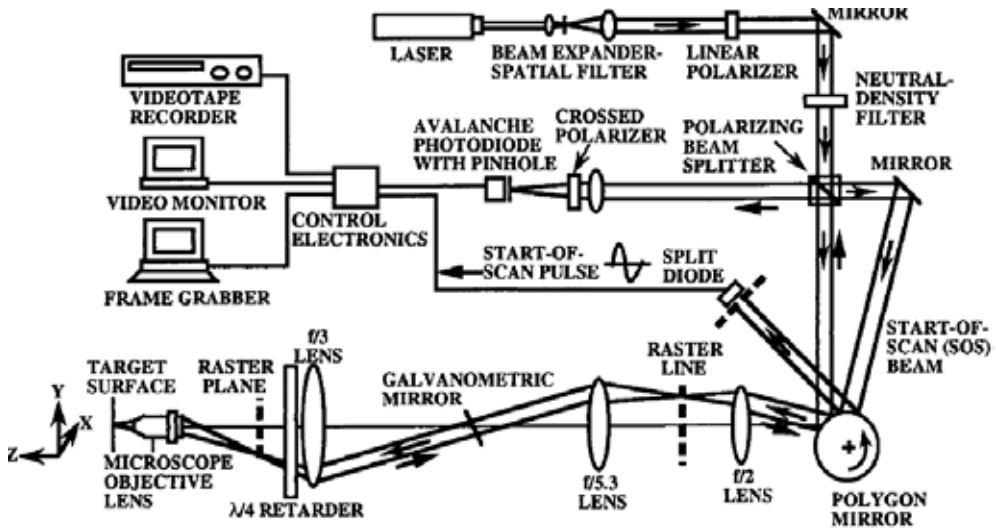 MIRROR
LASER
BEAM EXPANDER-
SPATIAL FILTER
LINEAR
POLARIZER
NEUTRAL-
DENSITY
FILTER
VIDEOTAPE
RECORDER
AVALANCHE
PHOTODIODE
WITH PINHOLE
CROSSED
POLARIZER
POLARIZING
BEAM
SPLITTER
MIRROR
VIDEO MONITOR
CONTROL
ELECTRONICS
FRAME GRABBER
START-OF-
SCAN PULSE
SPLIT
DIODE
START-OF-
SCAN (SOS)
BEAM
TARGET
SURFACE
RASTER
PLANE
f/3
LENS
GALVANOMETRIC
MIRROR
RASTER
LINE
Y
X
Z
MICROSCOPE
OBJECTIVE
LENS
λ/4 RETARDER
f/5.3
LENS
f/2
LENS
+
POLYGON
MIRROR